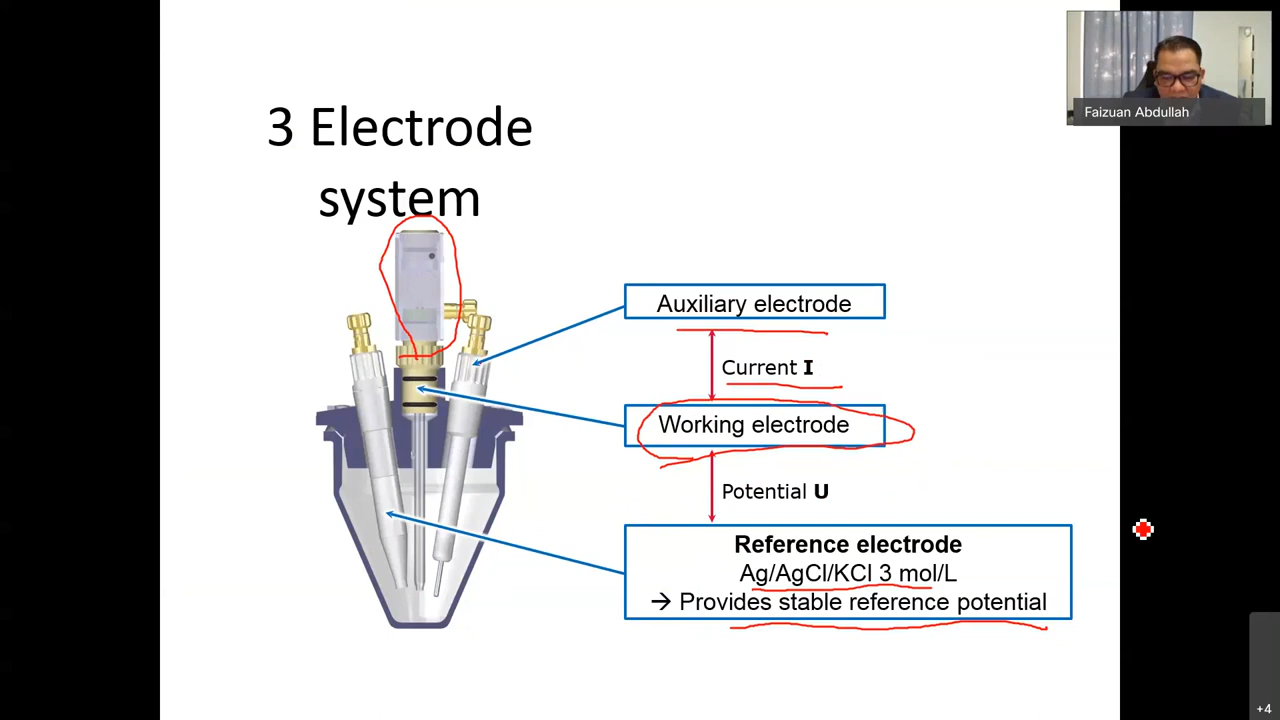 Faizuan Abdullah
3 Electrode
system
Auxiliary electrode
Current I
Working electrode
Potential U
Reference electrode
Ag/AgCl/KCl 3 mol/L
→ Provides stable reference potential
+4